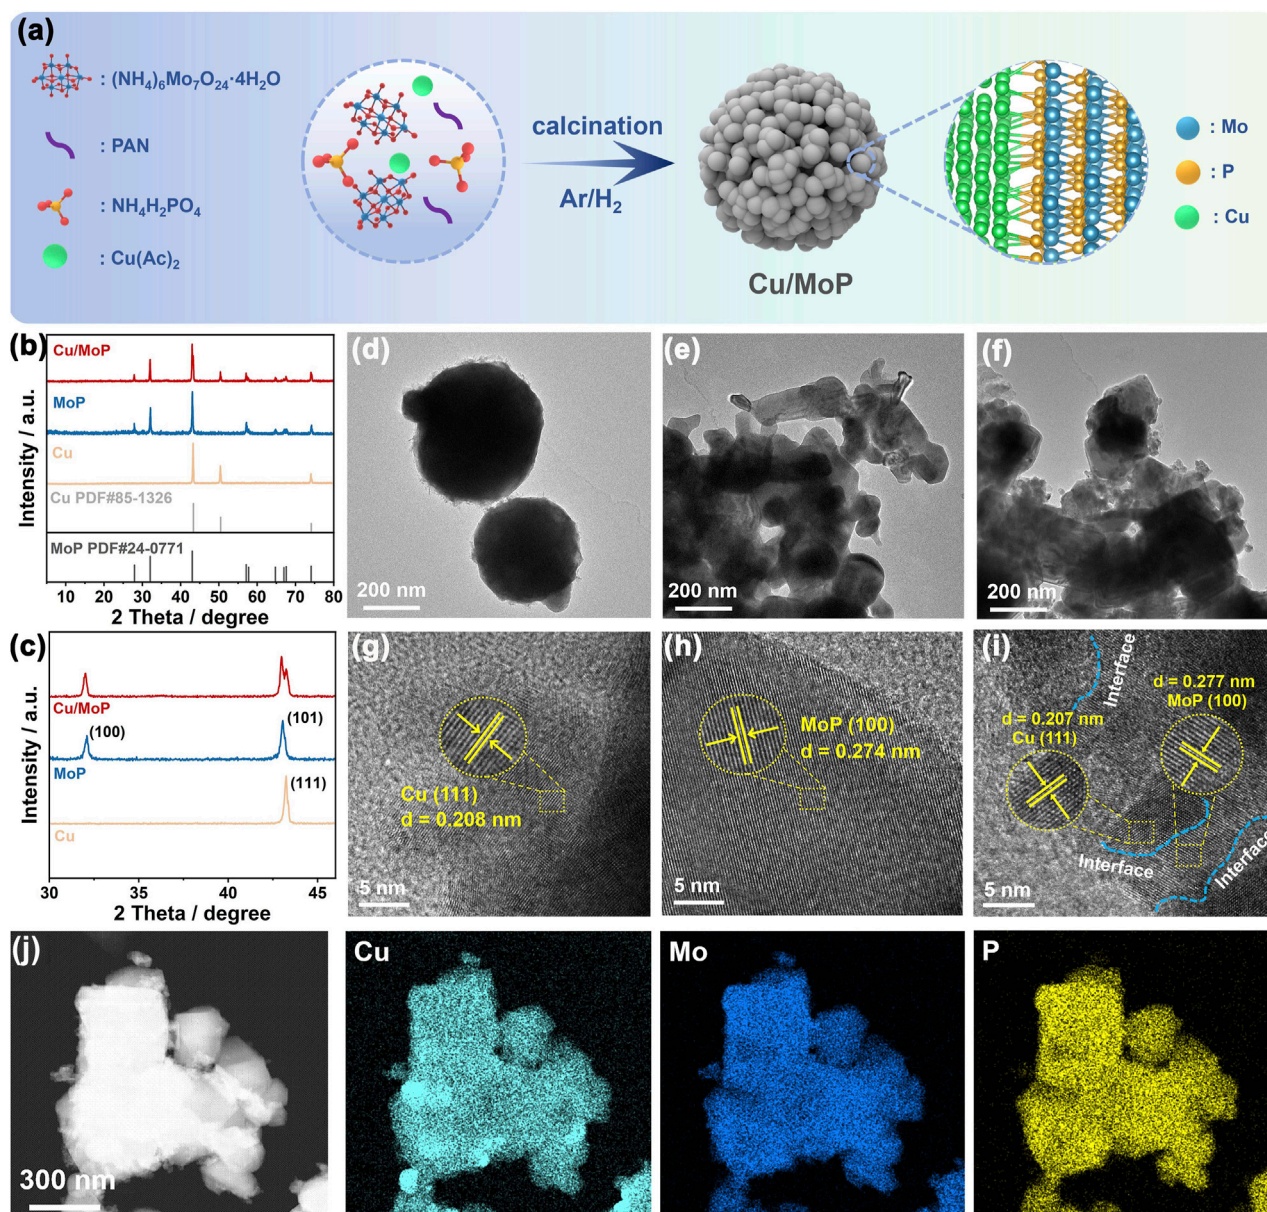 (a)
: (NH₄)₆Mo₇O₂₄·4H₂O
: PAN
: NH₄H₂PO₄
: Cu(Ac)₂
calcination
Ar/H₂
Cu/MoP
: Mo
: P
: Cu
(b)
Intensity / a.u.
Cu/MoP
MoP
Cu
Cu PDF#85-1326
MoP PDF#24-0771
10 20 30 40 50 60 70 80
2 Theta / degree
(c)
Intensity / a.u.
Cu/MoP
(100)
(101)
MoP
(111)
Cu
30 35 40 45
2 Theta / degree
(d)
200 nm
(e)
200 nm
(f)
200 nm
(g)
Cu (111)
d = 0.208 nm
5 nm
(h)
MoP (100)
d = 0.274 nm
5 nm
(i)
Interface
d = 0.277 nm
MoP (100)
d = 0.207 nm
Cu (111)
Interface
Interface
5 nm
(j)
300 nm
Cu
Mo
P